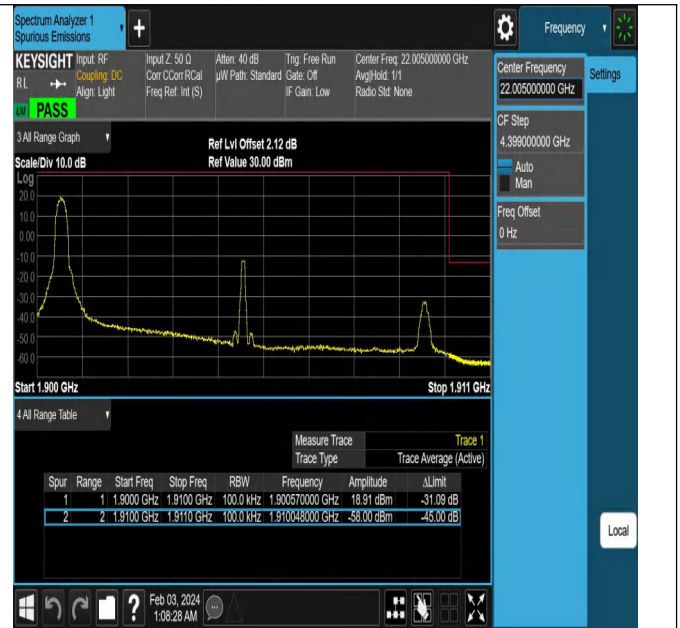 Spectrum Analyzer 1
Spurious Emissions
Frequency
KEYSIGHT
RL
Input: RF
Coupling: DC
Align: Light
Input Z: 50 Ω
Corr CCorr RCal
Freq Ref: Int (S)
Atten: 40 dB
µW Path: Standard
Trig: Free Run
Gate: Off
IF Gain: Low
Center Freq: 22.005000000 GHz
Avg|Hold: 1/1
Radio Std: None
LXI
PASS
Center Frequency
22.005000000 GHz
Settings
CF Step
4.399000000 GHz
Auto
Man
Freq Offset
0 Hz
3 All Range Graph
Ref Lvl Offset 2.12 dB
Scale/Div 10.0 dB
Ref Value 30.00 dBm
Log
20.0
10.0
0.00
-10.0
-20.0
-30.0
-40.0
-50.0
-60.0
Start 1.900 GHz
Stop 1.911 GHz
4 All Range Table
Measure Trace Trace 1
Trace Type Trace Average (Active)
Spur Range Start Freq Stop Freq RBW Frequency Amplitude ΔLimit
1 1 1.9000 GHz 1.9100 GHz 100.0 kHz 1.900570000 GHz 18.91 dBm -31.09 dB
2 2 1.9100 GHz 1.9110 GHz 100.0 kHz 1.910048000 GHz -58.00 dBm -45.00 dB
Local
?
Feb 03, 2024
1:08:28 AM